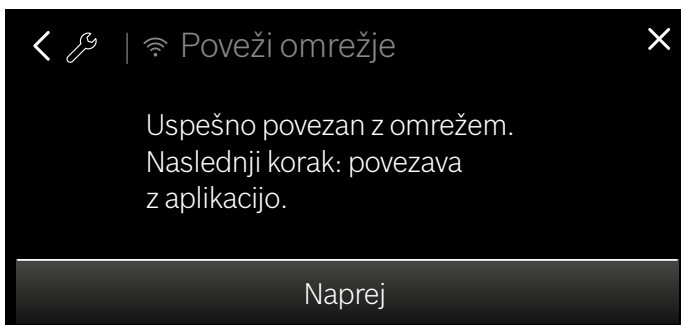 | Poveži omrežje
Uspešno povezan z omrežem.
Naslednji korak: povezava
z aplikacijo.
Naprej